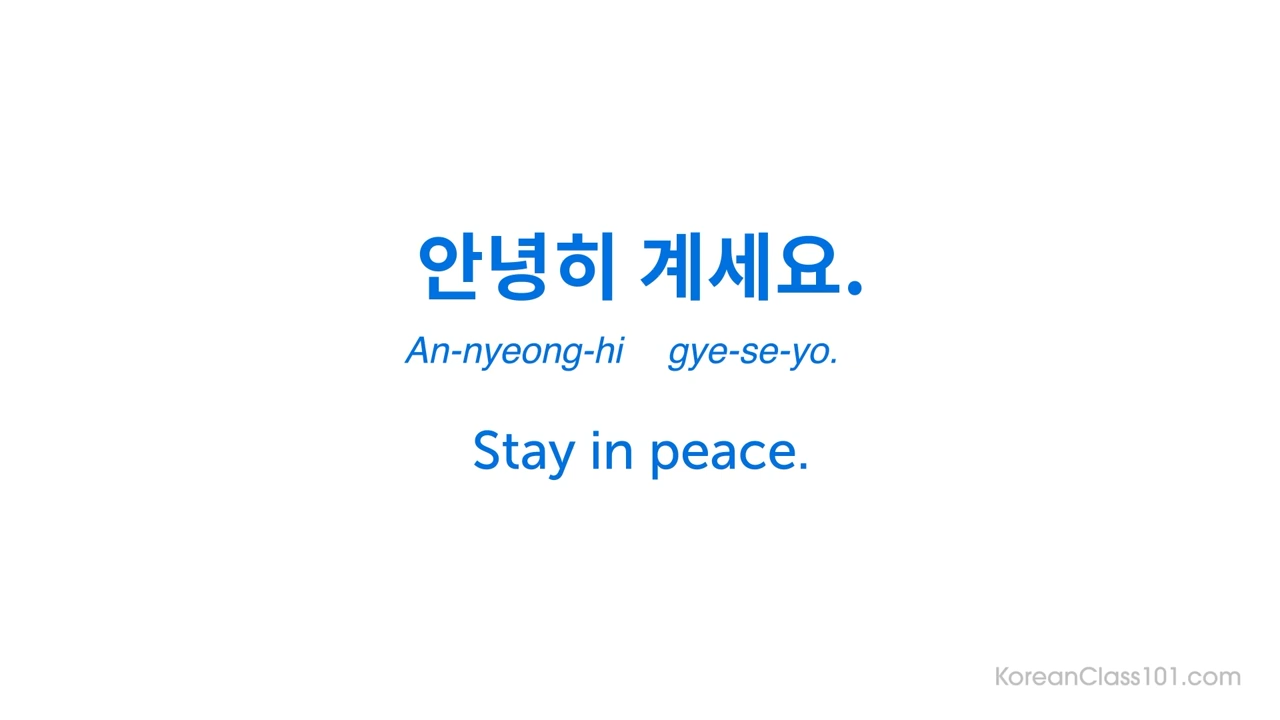 안녕히 계세요.
An-nyeong-hi gye-se-yo.
Stay in peace.
KoreanClass101.com